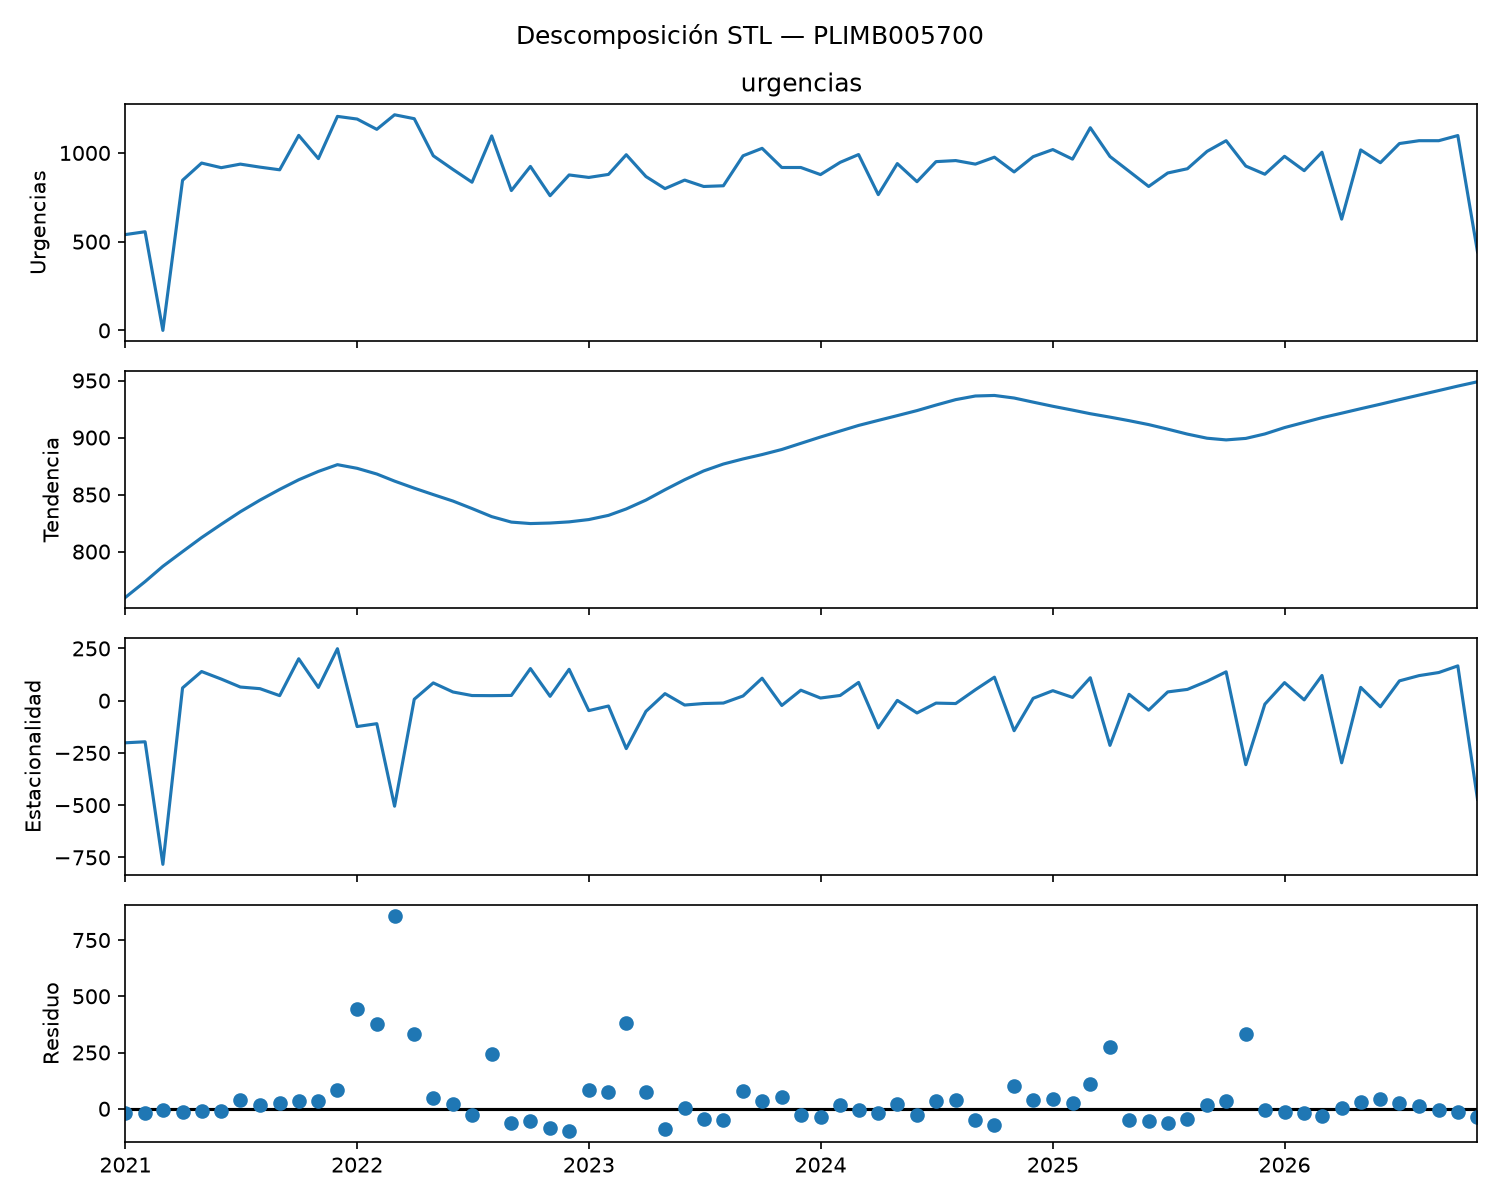 Descomposición STL — PLIMB005700
urgencias
Urgencias
1000
500
0
Tendencia
950
900
850
800
Estacionalidad
250
0
−250
−500
−750
Residuo
750
500
250
0
2021 2022 2023 2024 2025 2026